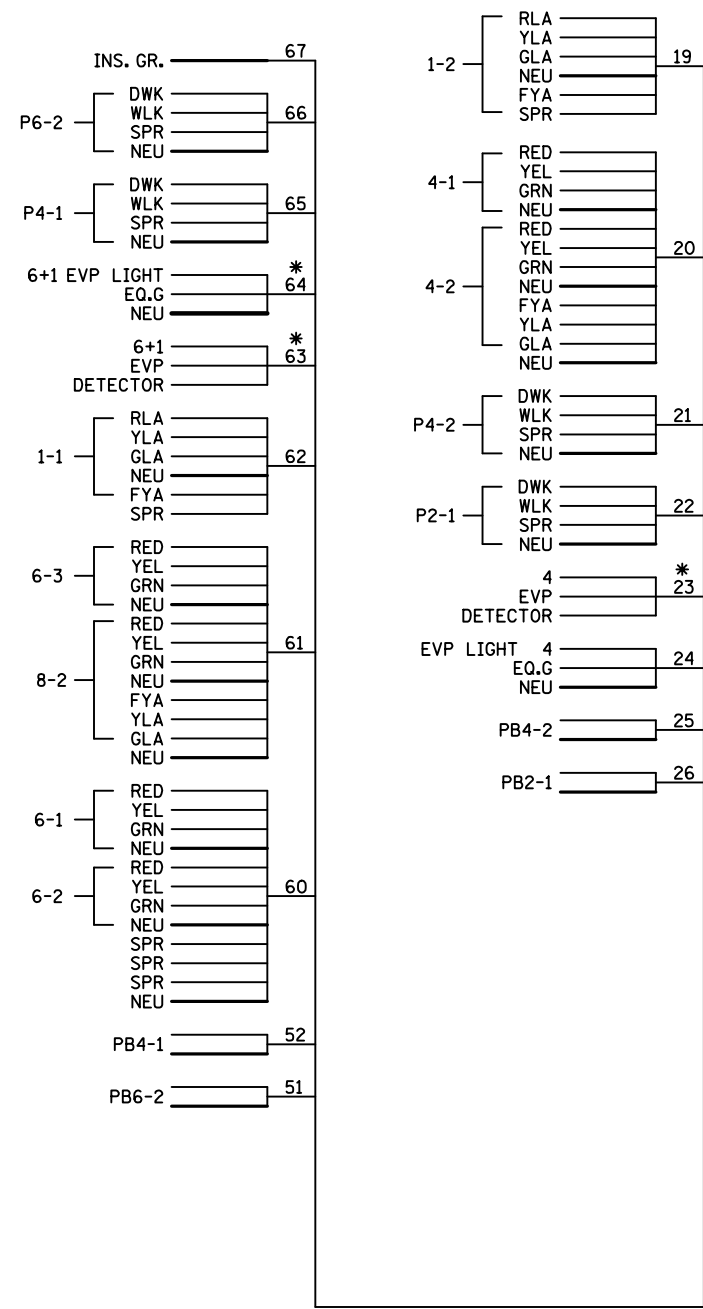 INS. GR. 67
P6-2 DWK 66
WLK
SPR
NEU
P4-1 DWK 65
WLK
SPR
NEU
6+1 EVP LIGHT *
EQ.G 64
NEU
6+1 *
EVP 63
DETECTOR
1-1 RLA 62
YLA
GLA
NEU
FYA
SPR
6-3 RED
YEL
GRN
NEU
8-2 RED 61
YEL
GRN
NEU
FYA
YLA
GLA
NEU
6-1 RED
YEL
GRN
NEU
6-2 RED 60
YEL
GRN
NEU
SPR
SPR
SPR
NEU
PB4-1 52
PB6-2 51
1-2 RLA 19
YLA
GLA
NEU
FYA
SPR
4-1 RED
YEL
GRN
NEU
4-2 RED 20
YEL
GRN
NEU
FYA
YLA
GLA
NEU
P4-2 DWK 21
WLK
SPR
NEU
P2-1 DWK 22
WLK
SPR
NEU
4 *
EVP 23
DETECTOR
EVP LIGHT 4
EQ.G 24
NEU
PB4-2 25
PB2-1 26